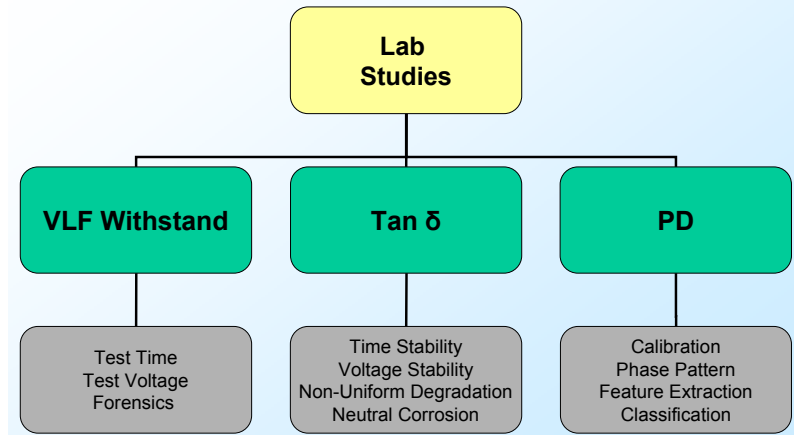 Lab
Studies
VLF Withstand
Tan δ
PD
Test Time
Test Voltage
Forensics
Time Stability
Voltage Stability
Non-Uniform Degradation
Neutral Corrosion
Calibration
Phase Pattern
Feature Extraction
Classification